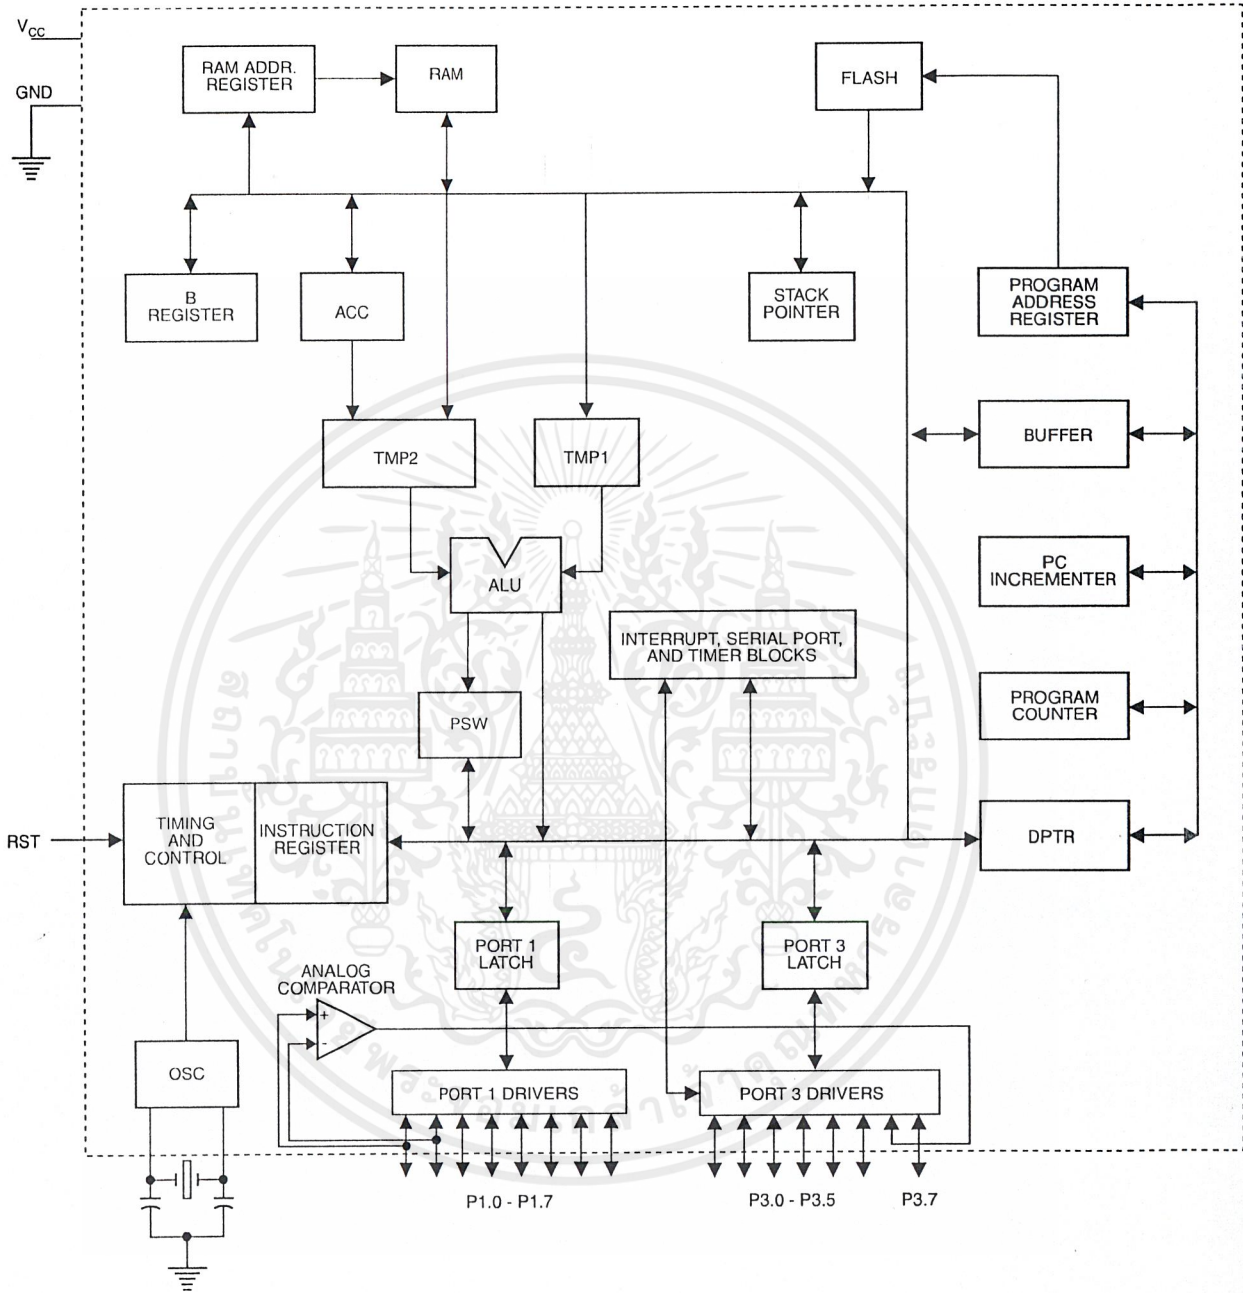 VCC
GND
RAM ADDR.
REGISTER
RAM
FLASH
B
REGISTER
ACC
STACK
POINTER
PROGRAM
ADDRESS
REGISTER
TMP2
TMP1
BUFFER
ALU
PC
INCREMENTER
INTERRUPT, SERIAL PORT,
AND TIMER BLOCKS
PSW
PROGRAM
COUNTER
RST
TIMING
AND
CONTROL
INSTRUCTION
REGISTER
DPTR
PORT 1
LATCH
PORT 3
LATCH
ANALOG
COMPARATOR
+
-
OSC
PORT 1 DRIVERS
PORT 3 DRIVERS
P1.0 - P1.7
P3.0 - P3.5
P3.7